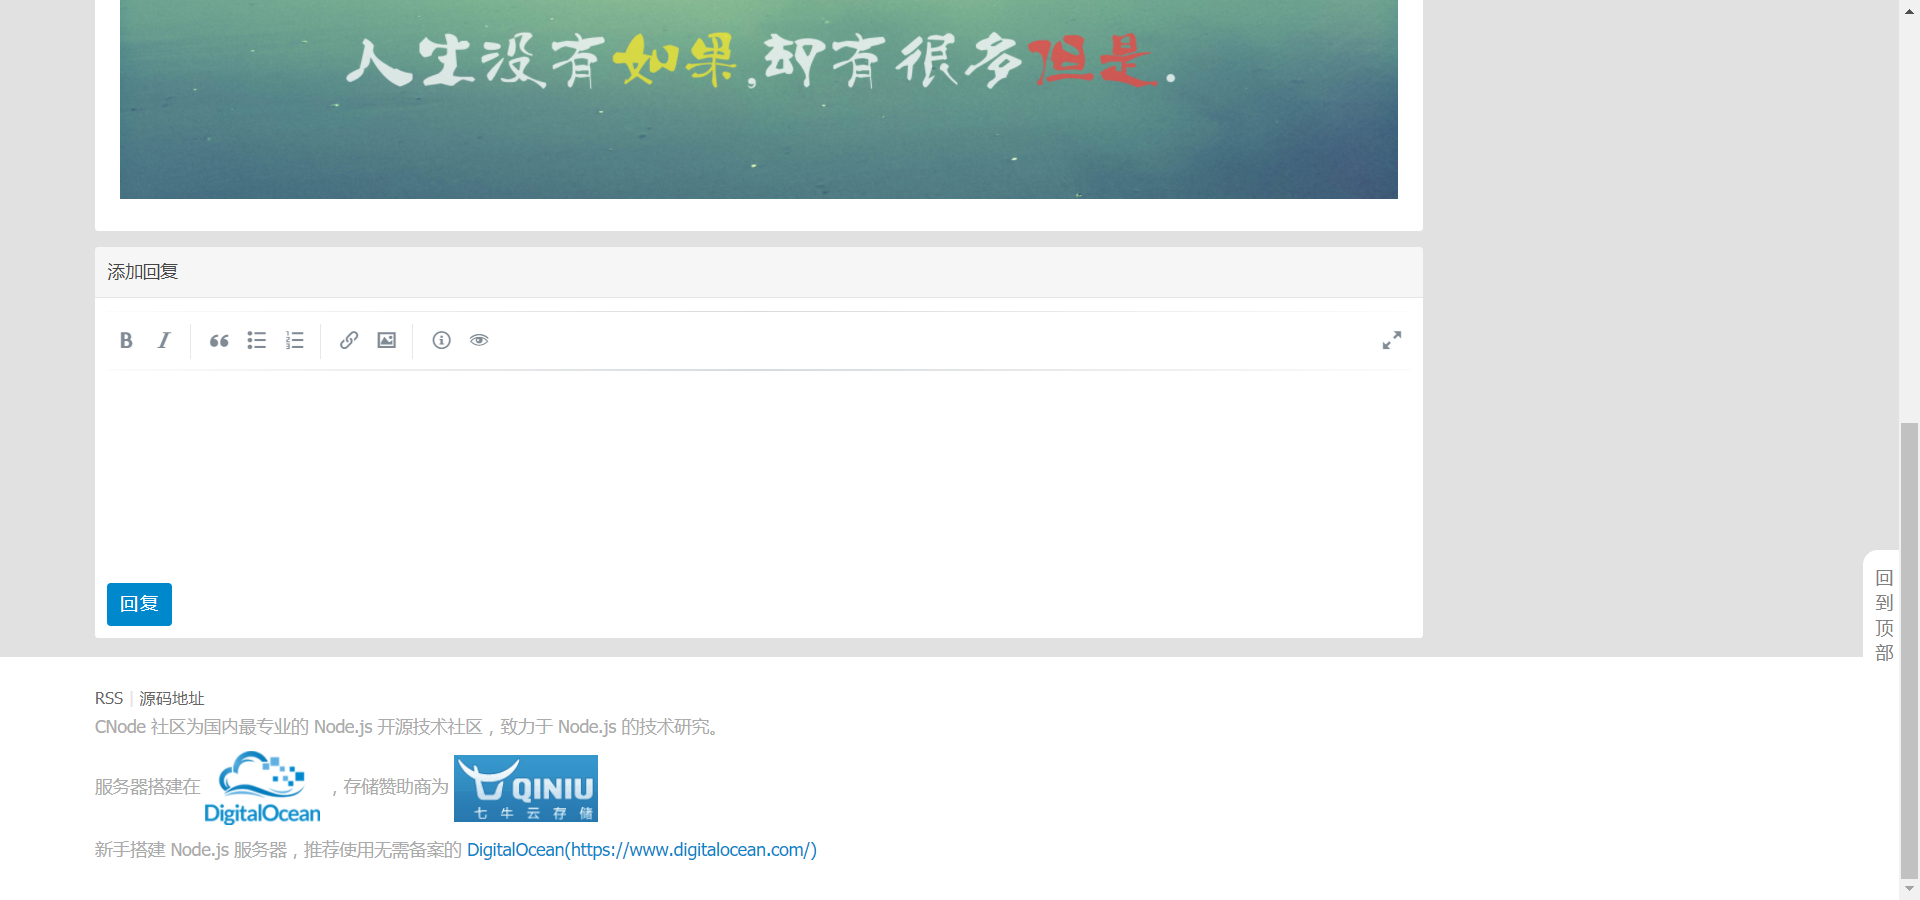 人生没有如果,却有很多但是.
添加回复
回复
回到顶部
RSS | 源码地址
CNode 社区为国内最专业的 Node.js 开源技术社区，致力于 Node.js 的技术研究。
服务器搭建在 DigitalOcean ，存储赞助商为 QINIU 七牛云存储
新手搭建 Node.js 服务器，推荐使用无需备案的 DigitalOcean(https://www.digitalocean.com/)